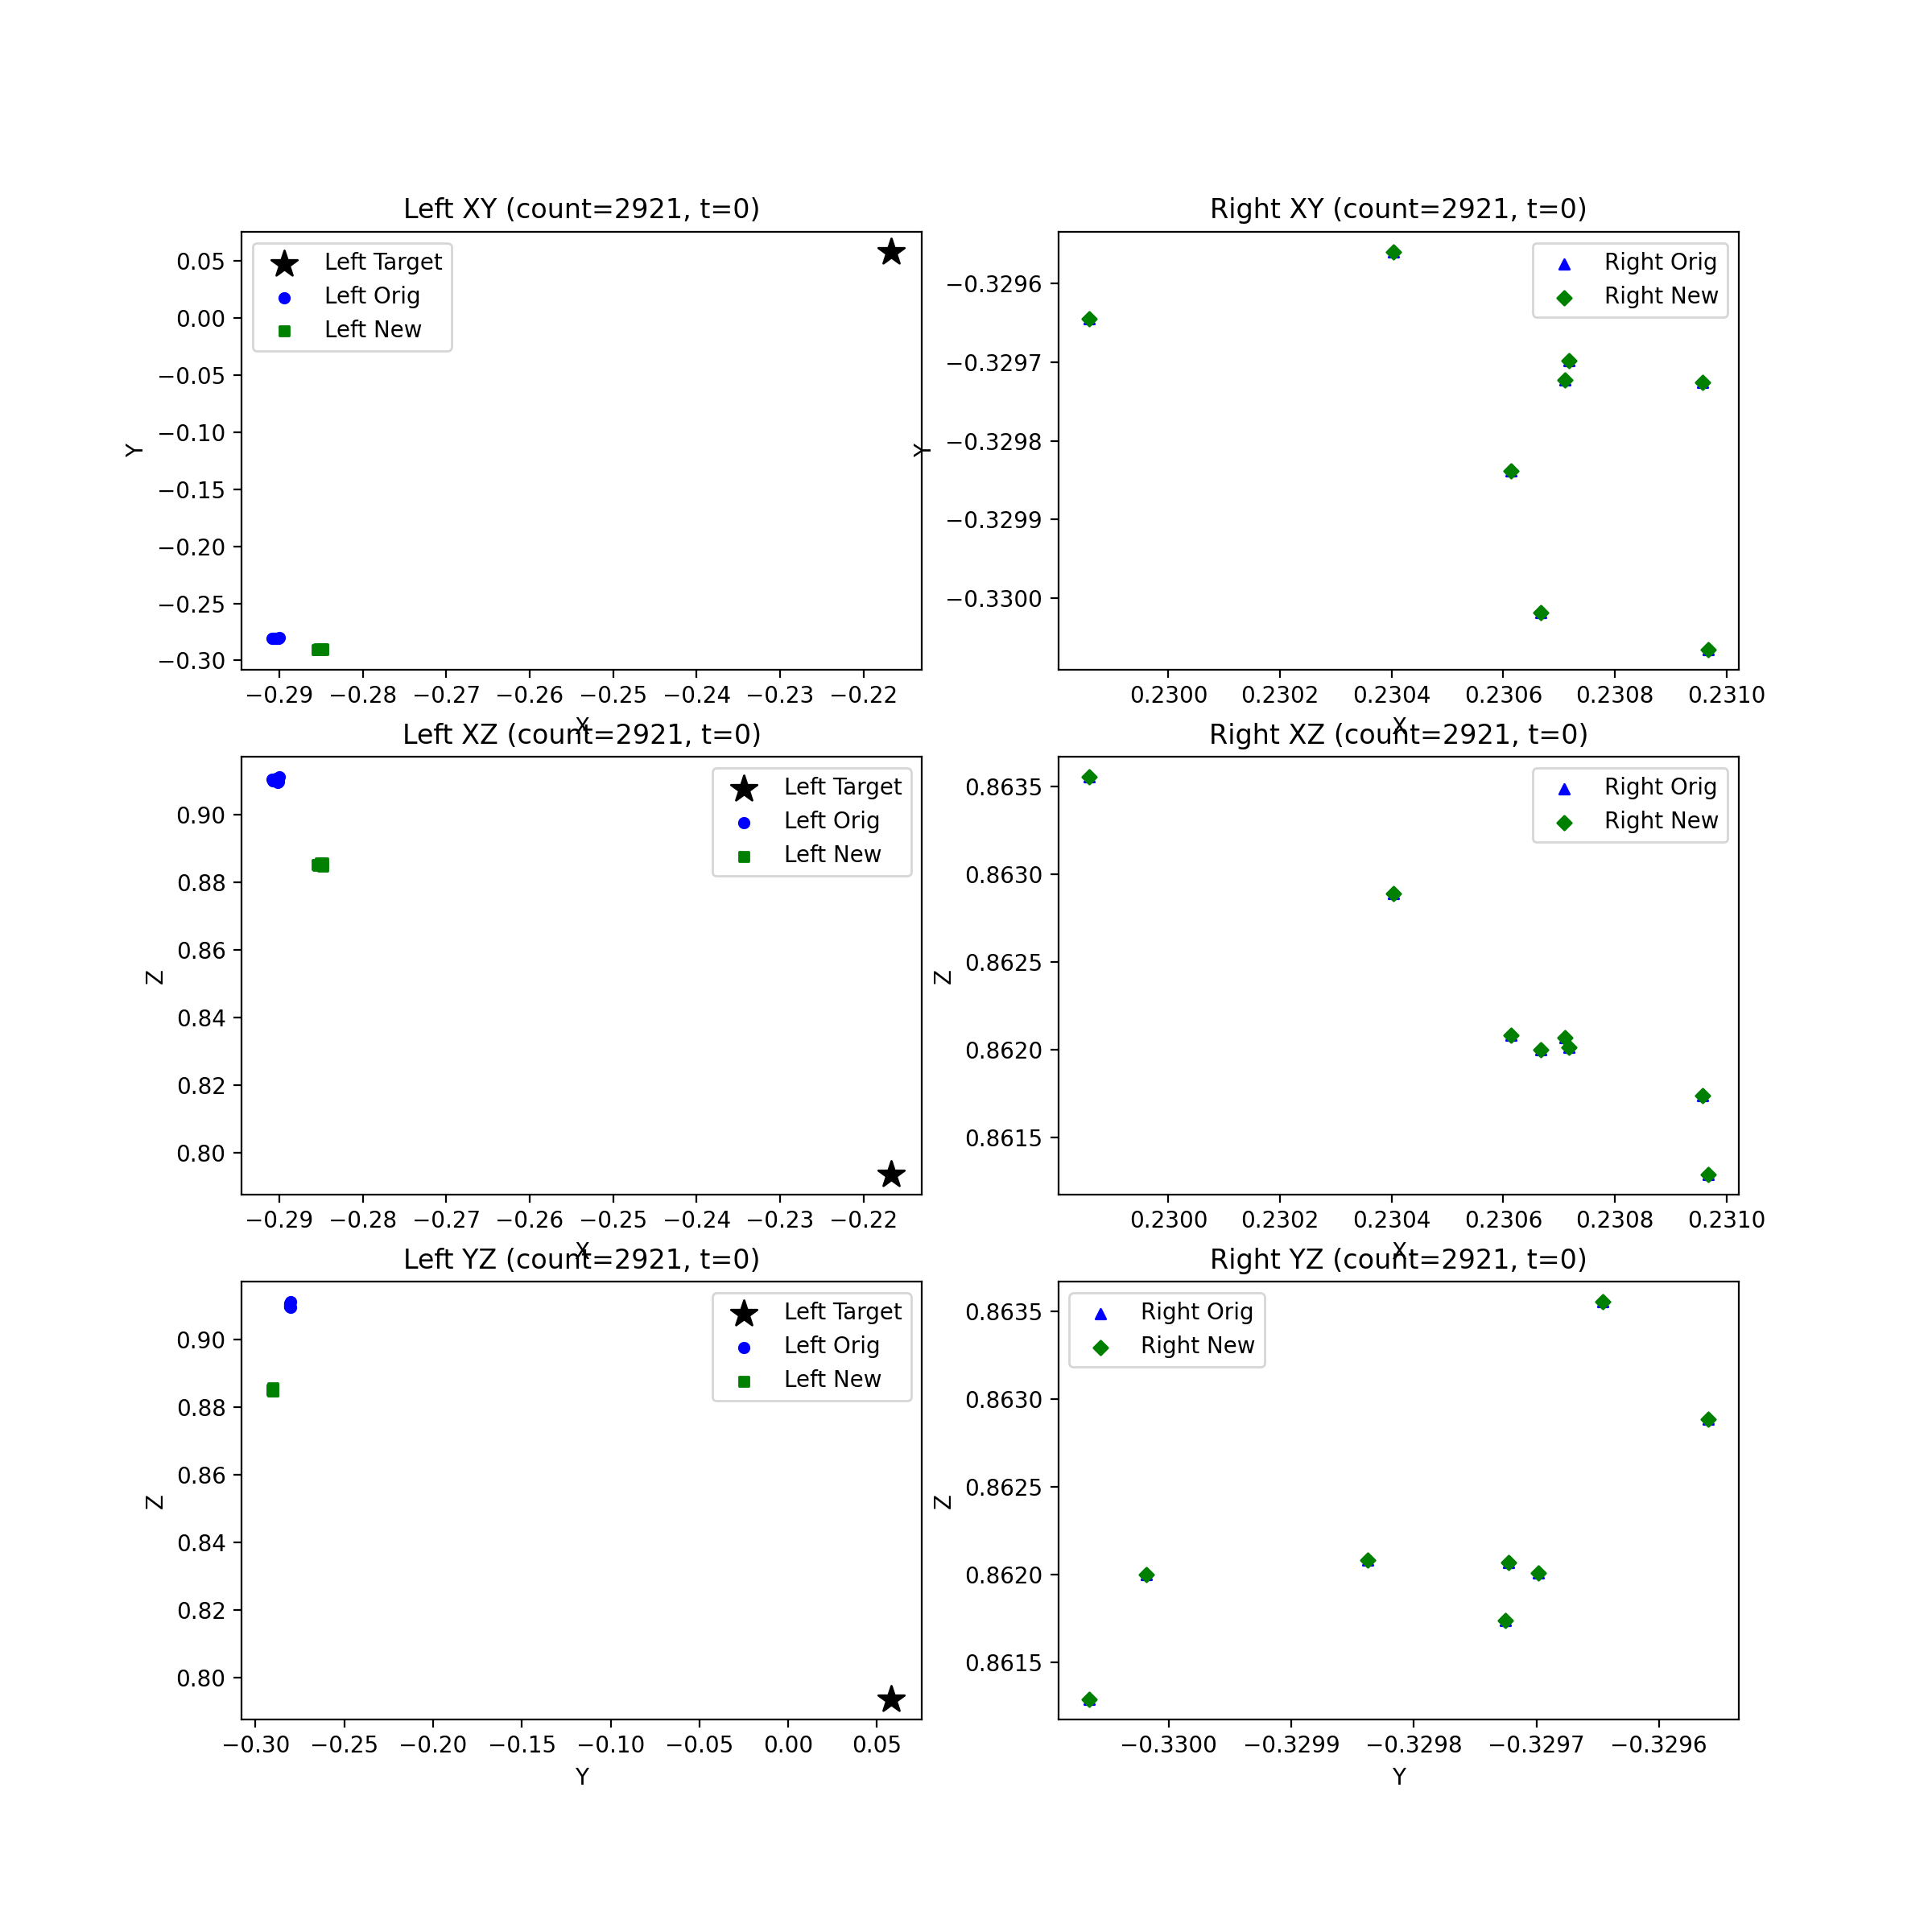 Left XY (count=2921, t=0)
Left Target
Left Orig
Left New
0.05
0.00
−0.05
−0.10
−0.15
−0.20
−0.25
−0.30
Y
−0.29 −0.28 −0.27 −0.26 −0.25 −0.24 −0.23 −0.22
X
Right XY (count=2921, t=0)
Right Orig
Right New
−0.3296
−0.3297
−0.3298
−0.3299
−0.3300
Y
0.2300 0.2302 0.2304 0.2306 0.2308 0.2310
X
Left XZ (count=2921, t=0)
Left Target
Left Orig
Left New
0.90
0.88
0.86
0.84
0.82
0.80
Z
−0.29 −0.28 −0.27 −0.26 −0.25 −0.24 −0.23 −0.22
X
Right XZ (count=2921, t=0)
Right Orig
Right New
0.8635
0.8630
0.8625
0.8620
0.8615
Z
0.2300 0.2302 0.2304 0.2306 0.2308 0.2310
X
Left YZ (count=2921, t=0)
Left Target
Left Orig
Left New
0.90
0.88
0.86
0.84
0.82
0.80
Z
−0.30 −0.25 −0.20 −0.15 −0.10 −0.05 0.00 0.05
Y
Right YZ (count=2921, t=0)
Right Orig
Right New
0.8635
0.8630
0.8625
0.8620
0.8615
Z
−0.3300 −0.3299 −0.3298 −0.3297 −0.3296
Y